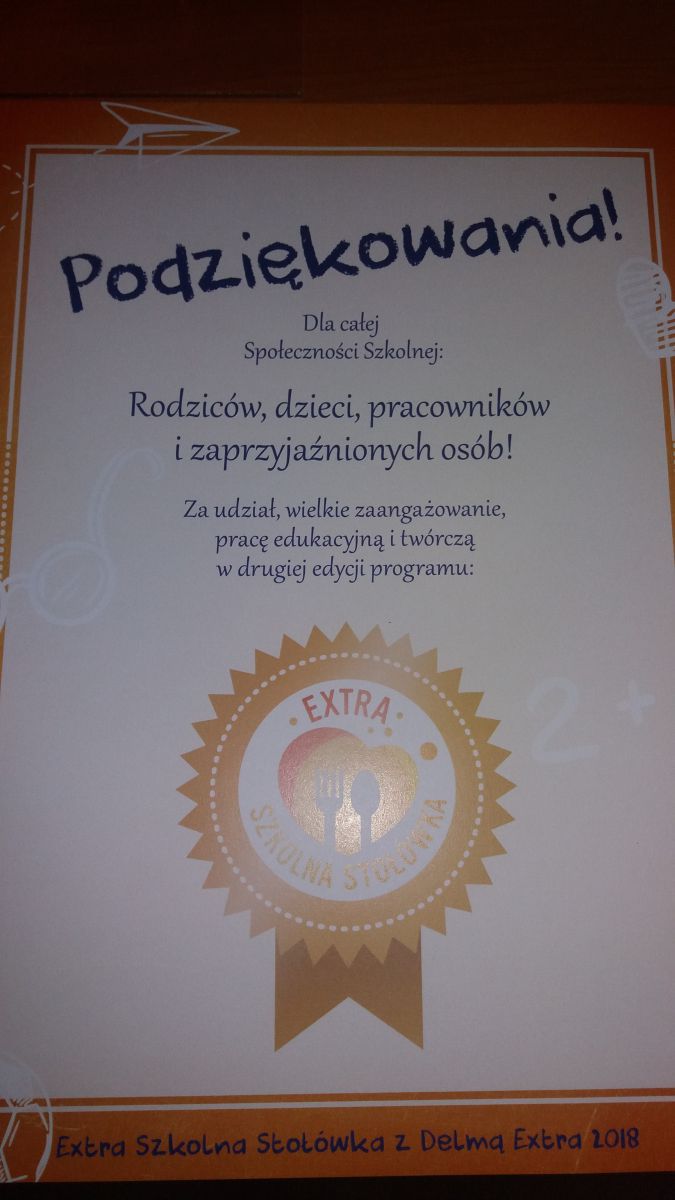 Podziękowania!
Dla całej
Społeczności Szkolnej:
Rodziców, dzieci, pracowników
i zaprzyjaźnionych osób!
Za udział, wielkie zaangażowanie,
pracę edukacyjną i twórczą
w drugiej edycji programu:
EXTRA
SZKOLNA STOŁÓWKA
2+
Extra Szkolna Stołówka z Delmą Extra 2018